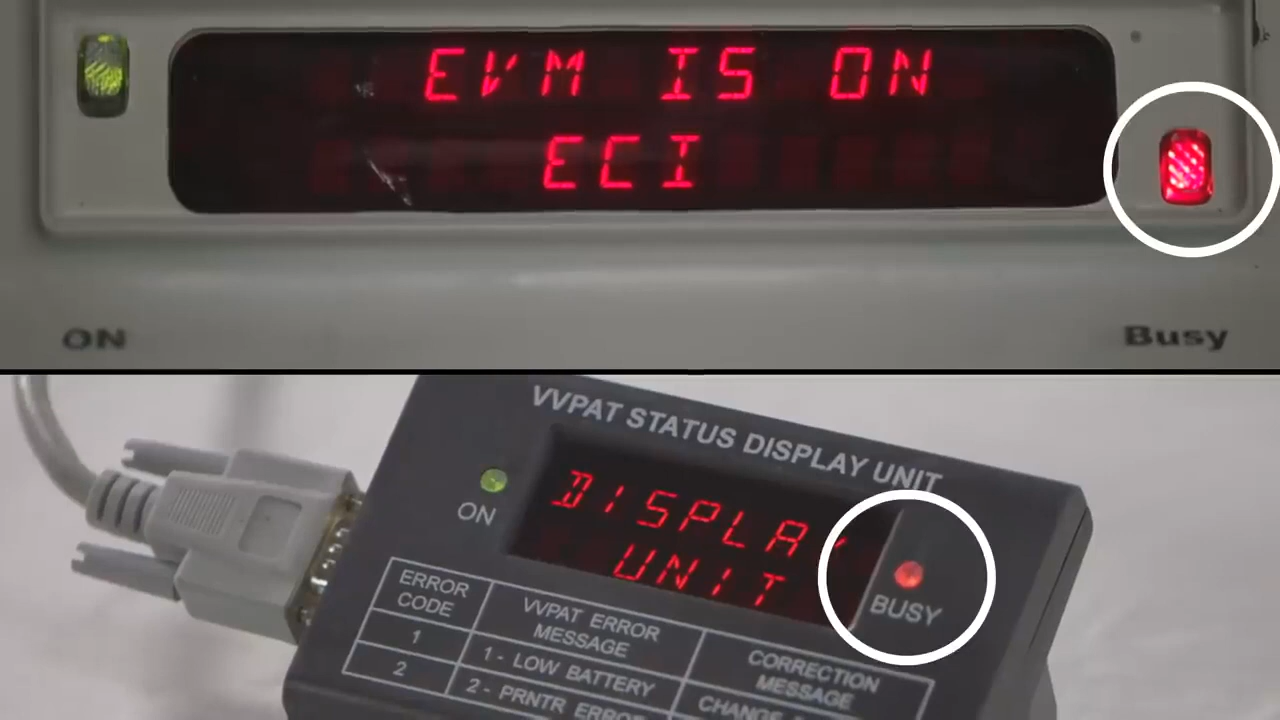 EVM IS ON
ECI
ON
Busy
VVPAT STATUS DISPLAY UNIT
ON
DISPLAY
UNIT
BUSY
ERROR CODE
VVPAT ERROR MESSAGE
CORRECTION MESSAGE
1
1 - LOW BATTERY
CHANGE
2
2 - PRNTR ERROR